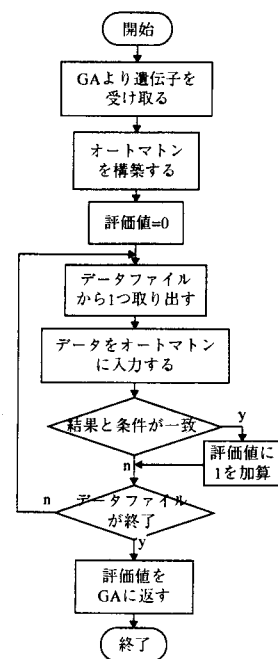 開始
GAより遺伝子を
受け取る
オートマトン
を構築する
評価値=0
データファイル
から1つ取り出す
データをオートマトン
に入力する
結果と条件が一致
y
n
評価値に
1を加算
n
データファイル
が終了
y
評価値を
GAに返す
終了